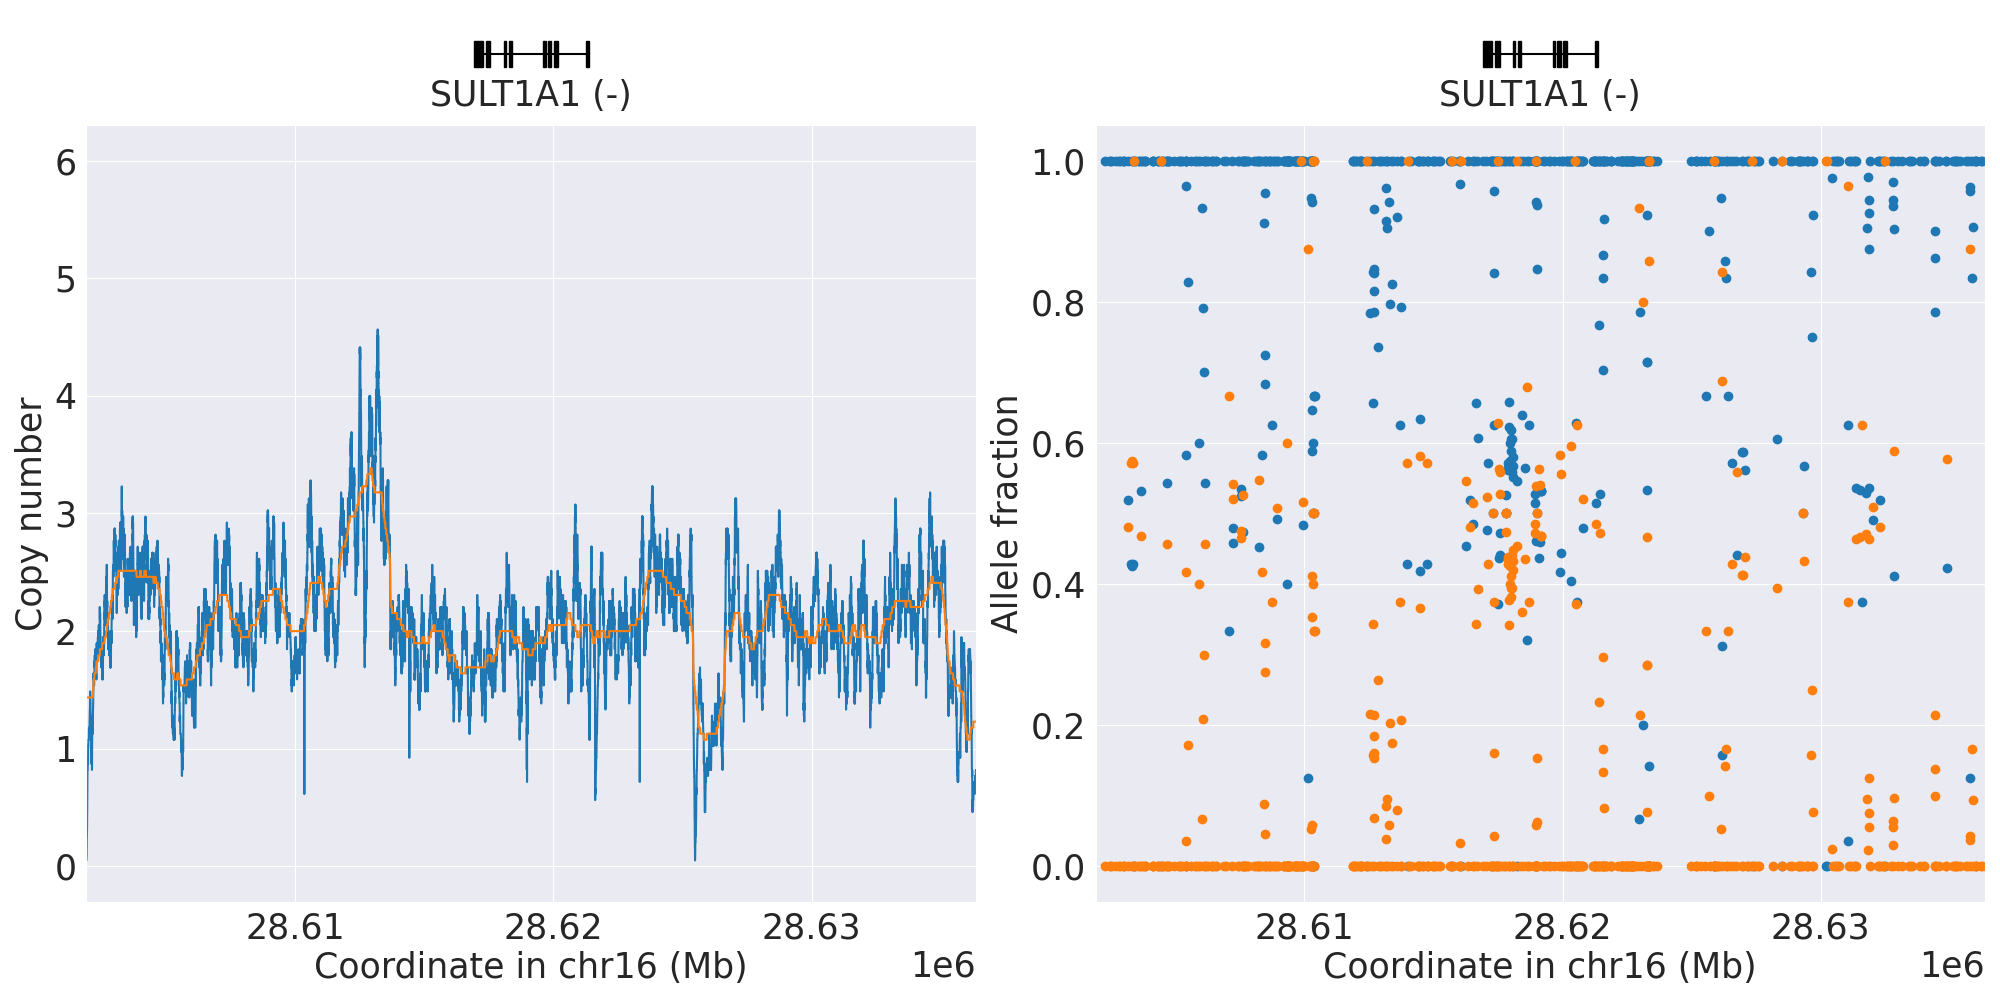 SULT1A1 (-)
6
5
4
3
2
1
0
Copy number
28.61
28.62
28.63
Coordinate in chr16 (Mb)
1e6
SULT1A1 (-)
1.0
0.8
0.6
0.4
0.2
0.0
Allele fraction
28.61
28.62
28.63
Coordinate in chr16 (Mb)
1e6